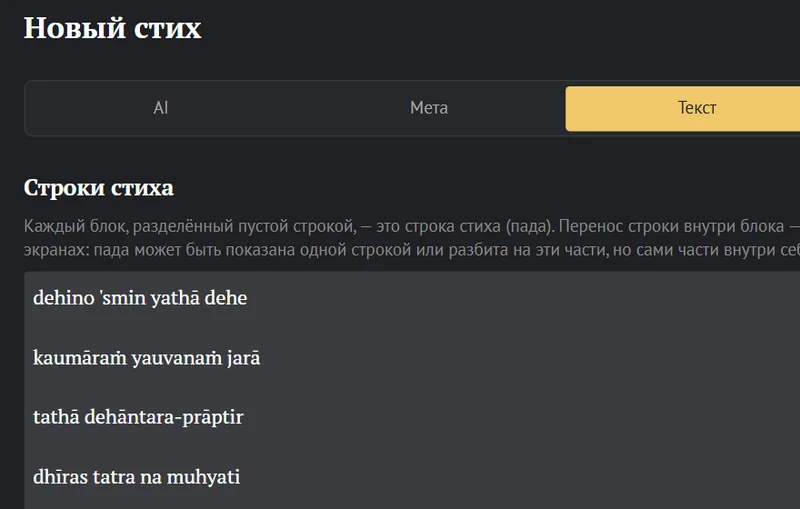 Новый стих
AI
Мета
Текст
Строки стиха
Каждый блок, разделённый пустой строкой, — это строка стиха (пада). Перенос строки внутри блока —
экранах: пада может быть показана одной строкой или разбита на эти части, но сами части внутри
dehino 'smin yathā dehe
kaumāraṁ yauvanaṁ jarā
tathā dehāntara-prāptir
dhīras tatra na muhyati